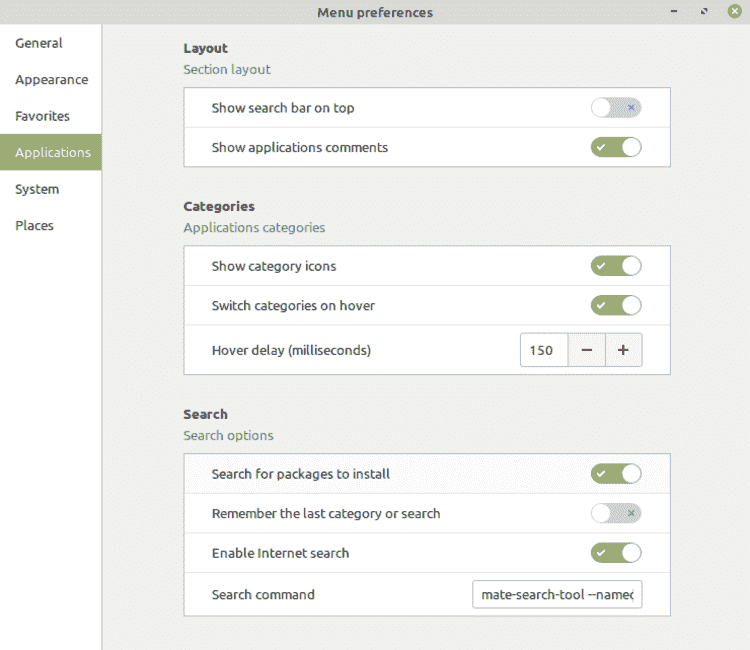 Menu preferences
General
Appearance
Favorites
Applications
System
Places
Layout
Section layout
Show search bar on top
Show applications comments
Categories
Applications categories
Show category icons
Switch categories on hover
Hover delay (milliseconds) 150 − +
Search
Search options
Search for packages to install
Remember the last category or search
Enable Internet search
Search command mate-search-tool --named